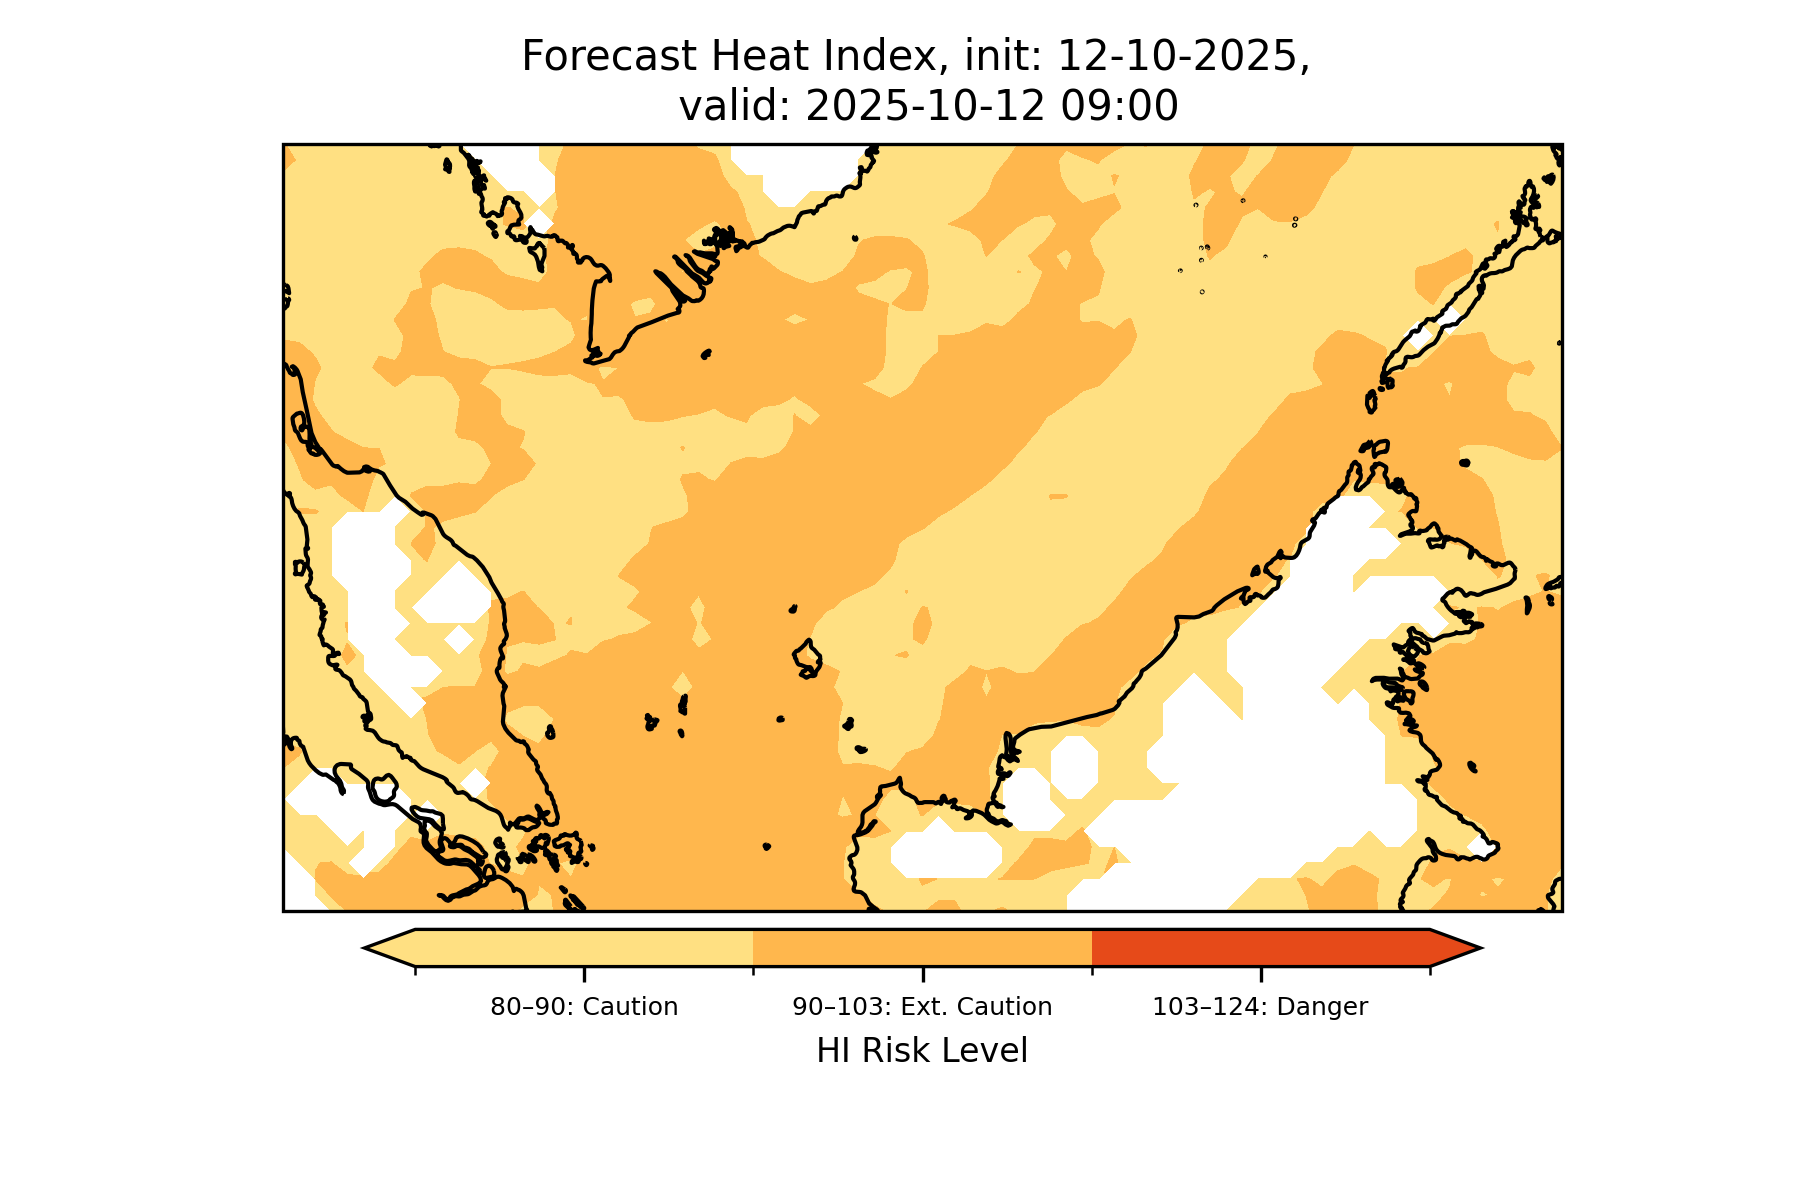 Forecast Heat Index, init: 12-10-2025,
valid: 2025-10-12 09:00
80–90: Caution
90–103: Ext. Caution
103–124: Danger
HI Risk Level